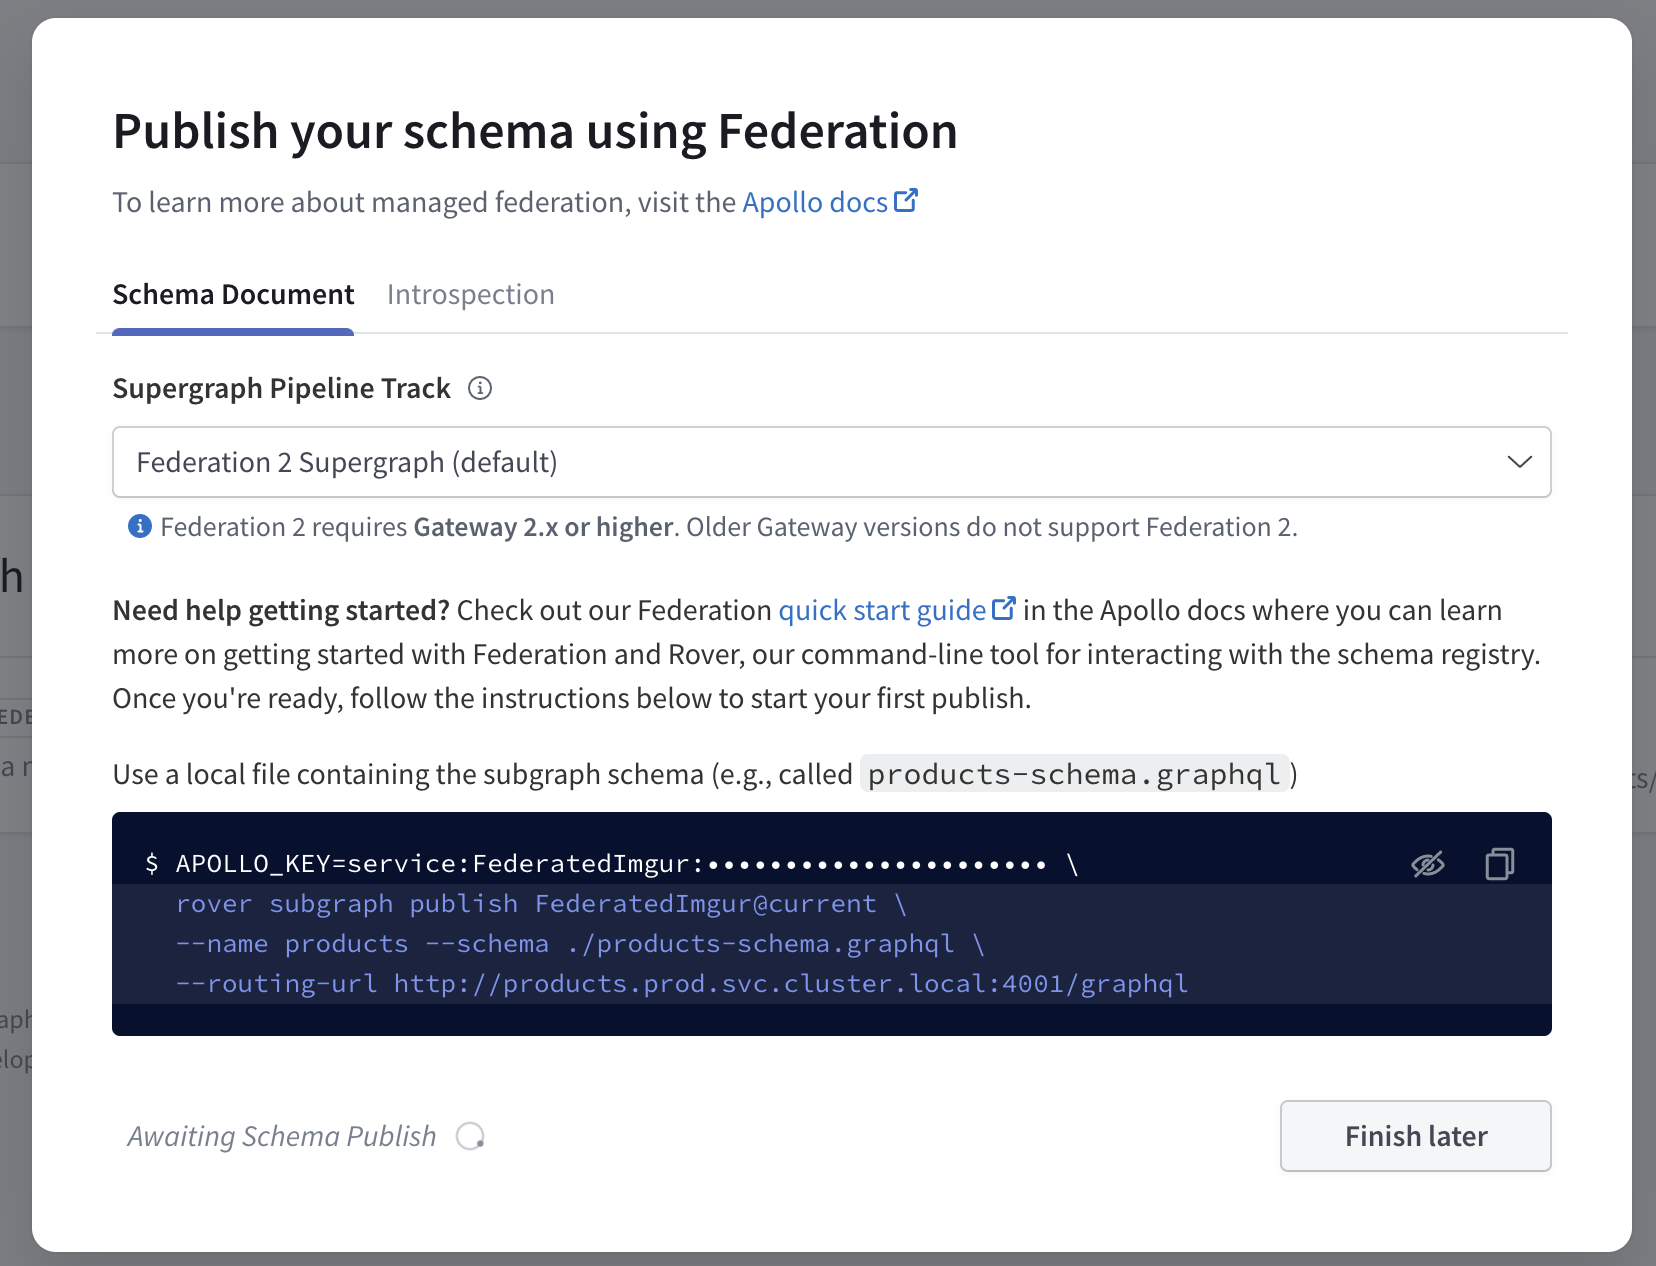 Publish your schema using Federation
To learn more about managed federation, visit the Apollo docs
Schema Document Introspection
Supergraph Pipeline Track
Federation 2 Supergraph (default)
Federation 2 requires Gateway 2.x or higher. Older Gateway versions do not support Federation 2.
h
Need help getting started? Check out our Federation quick start guide in the Apollo docs where you can learn
more on getting started with Federation and Rover, our command-line tool for interacting with the schema registry.
Once you're ready, follow the instructions below to start your first publish.
EDE
a r
Use a local file containing the subgraph schema (e.g., called products-schema.graphql)
ts/
$ APOLLO_KEY=service:FederatedImgur:•••••••••••••••••••••• \
rover subgraph publish FederatedImgur@current \
--name products --schema ./products-schema.graphql \
--routing-url http://products.prod.svc.cluster.local:4001/graphql
aph
elop
Awaiting Schema Publish
Finish later